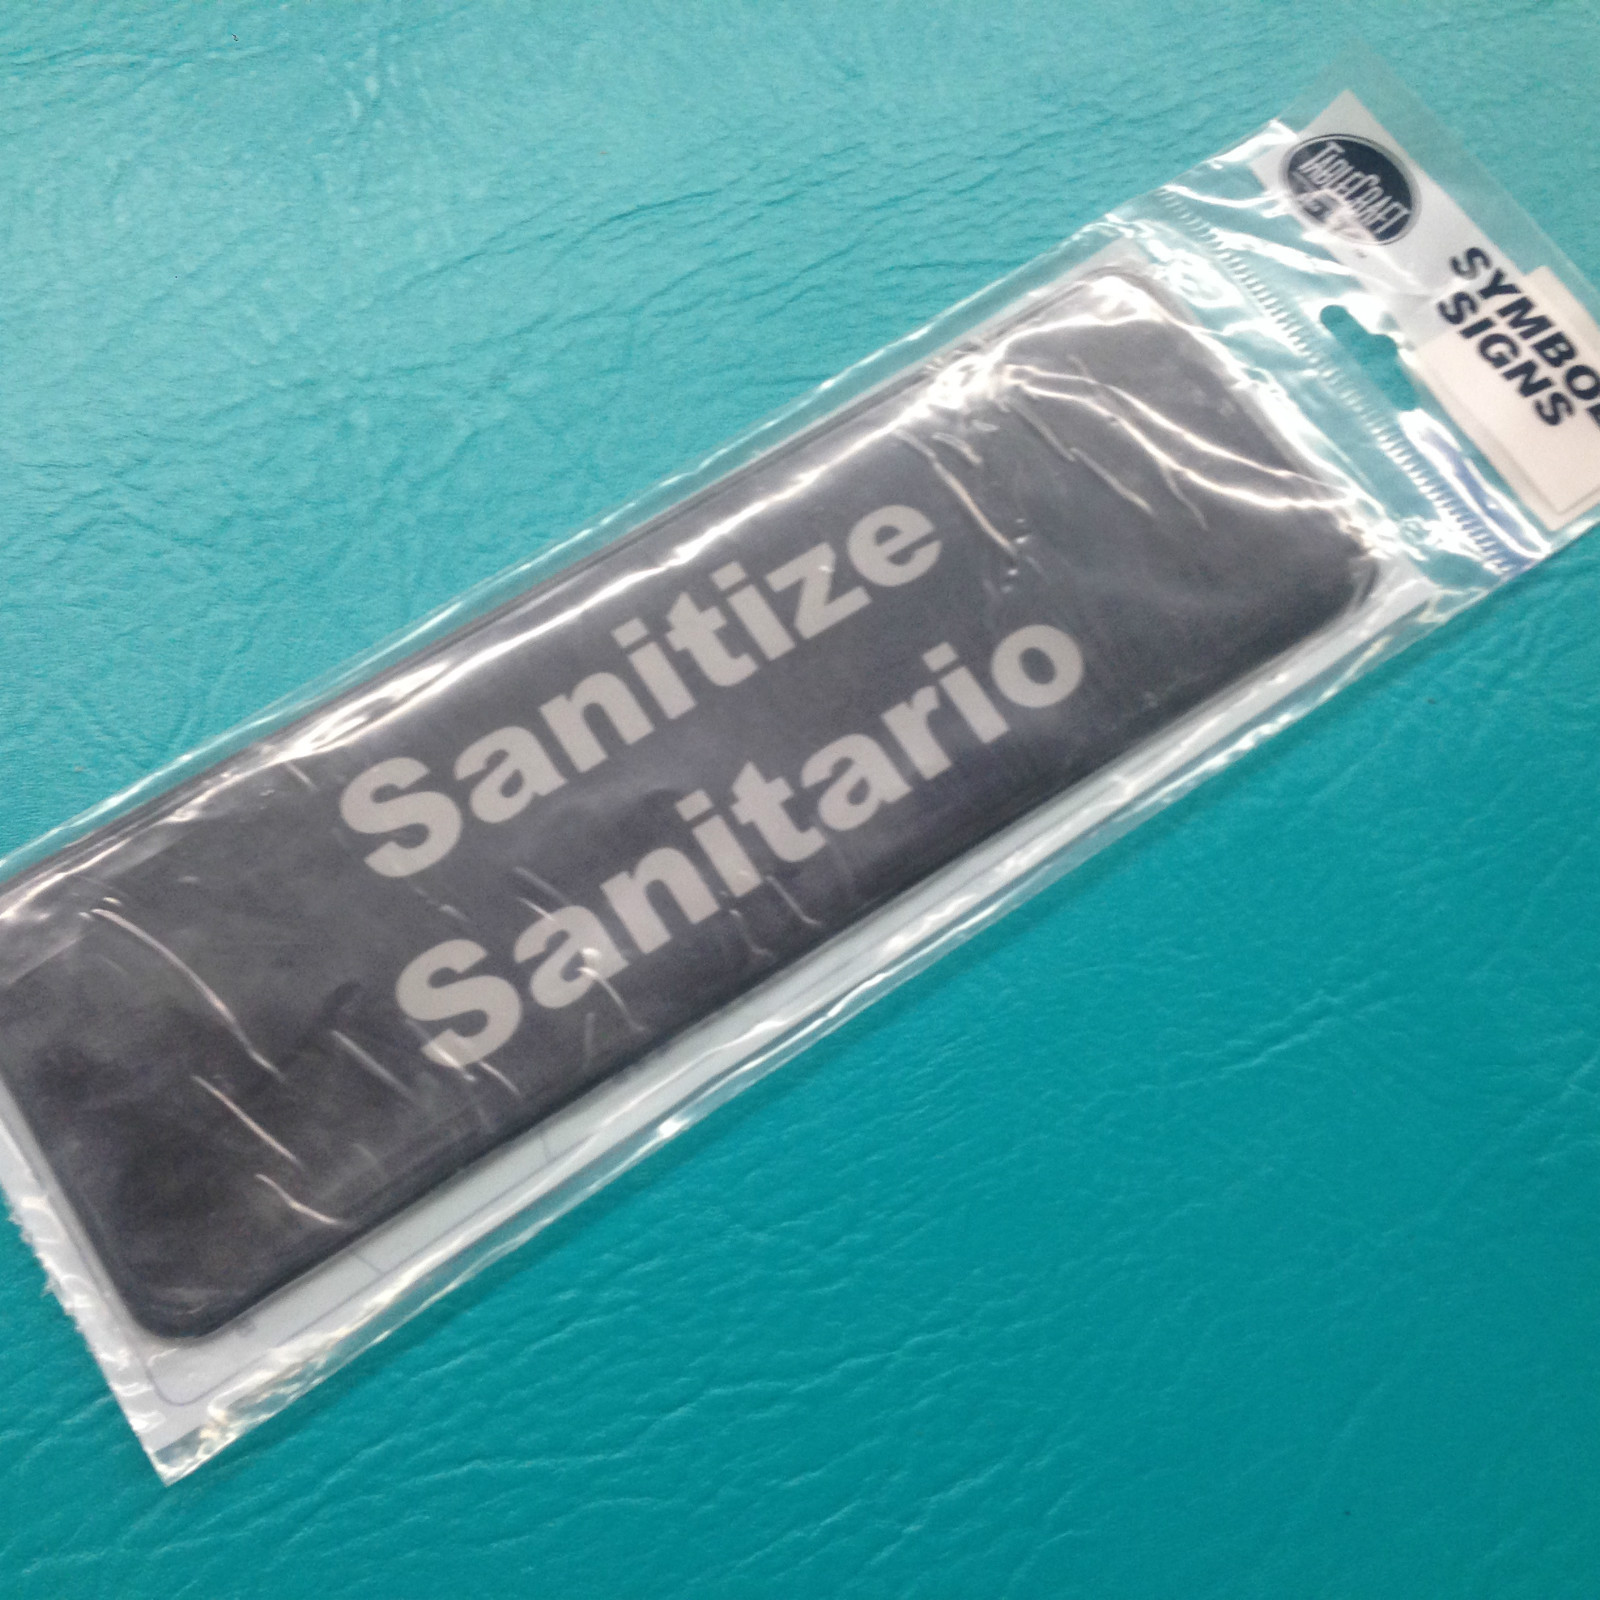 TABLECRAFT
SYMBOL
SIGNS
Sanitize
Sanitario